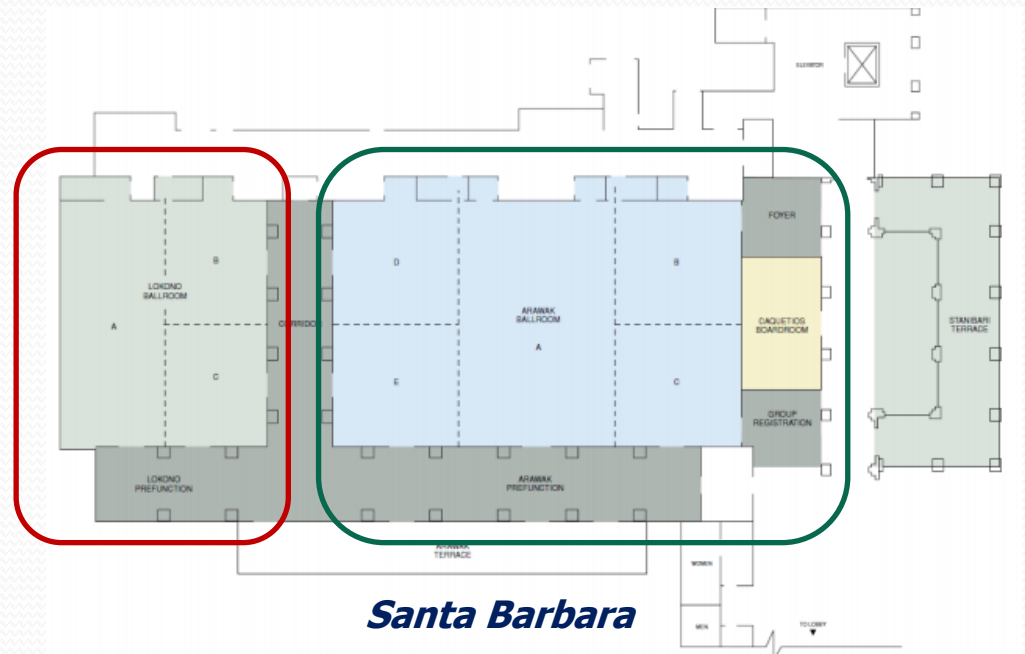 ELEVATOR
FOYER
B
D
B
LOKONO
BALLROOM
ARAWAK
BALLROOM
A
CORRIDOR
CAQUETIOS
BOARDROOM
STANIBARI
TERRACE
A
C
E
C
GROUP
REGISTRATION
LOKONO
PREFUNCTION
ARAWAK
PREFUNCTION
ARAWAK
TERRACE
WOMEN
Santa Barbara
MEN
TO LOBBY